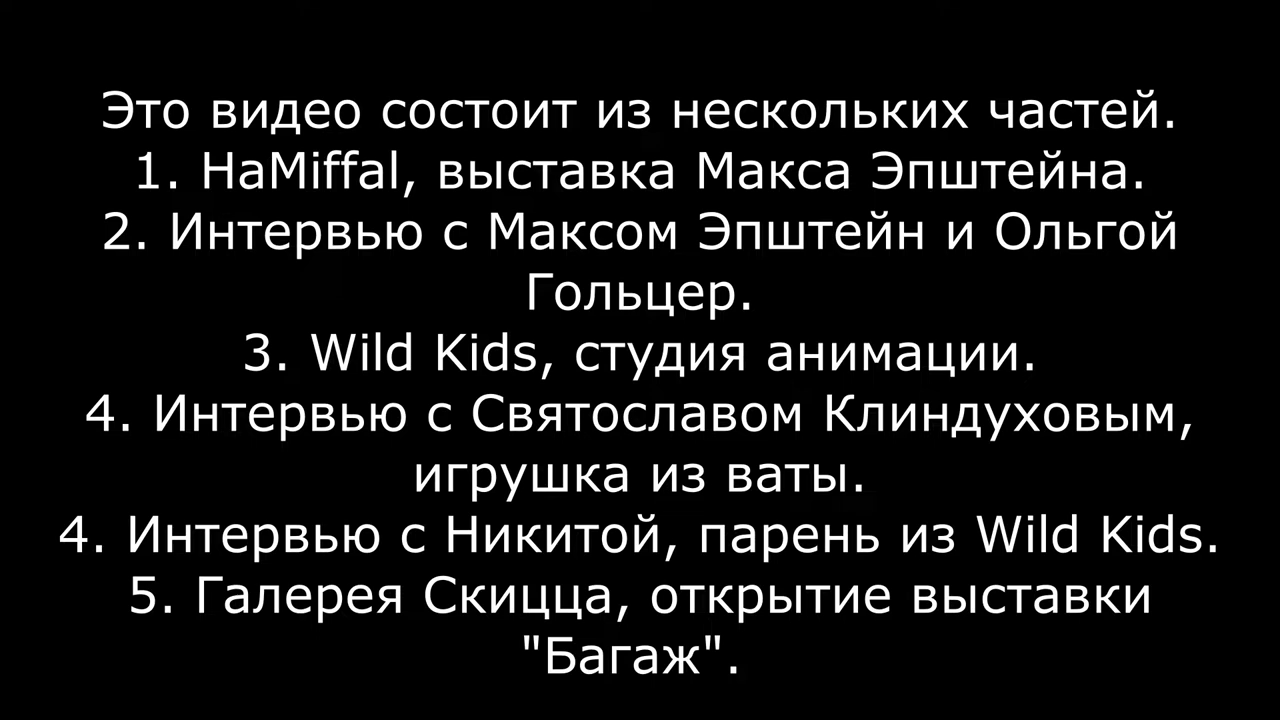 Это видео состоит из нескольких частей.
1. HaMiffal, выставка Макса Эпштейна.
2. Интервью с Максом Эпштейн и Ольгой
Гольцер.
3. Wild Kids, студия анимации.
4. Интервью с Святославом Клиндуховым,
игрушка из ваты.
4. Интервью с Никитой, парень из Wild Kids.
5. Галерея Скицца, открытие выставки
"Багаж".